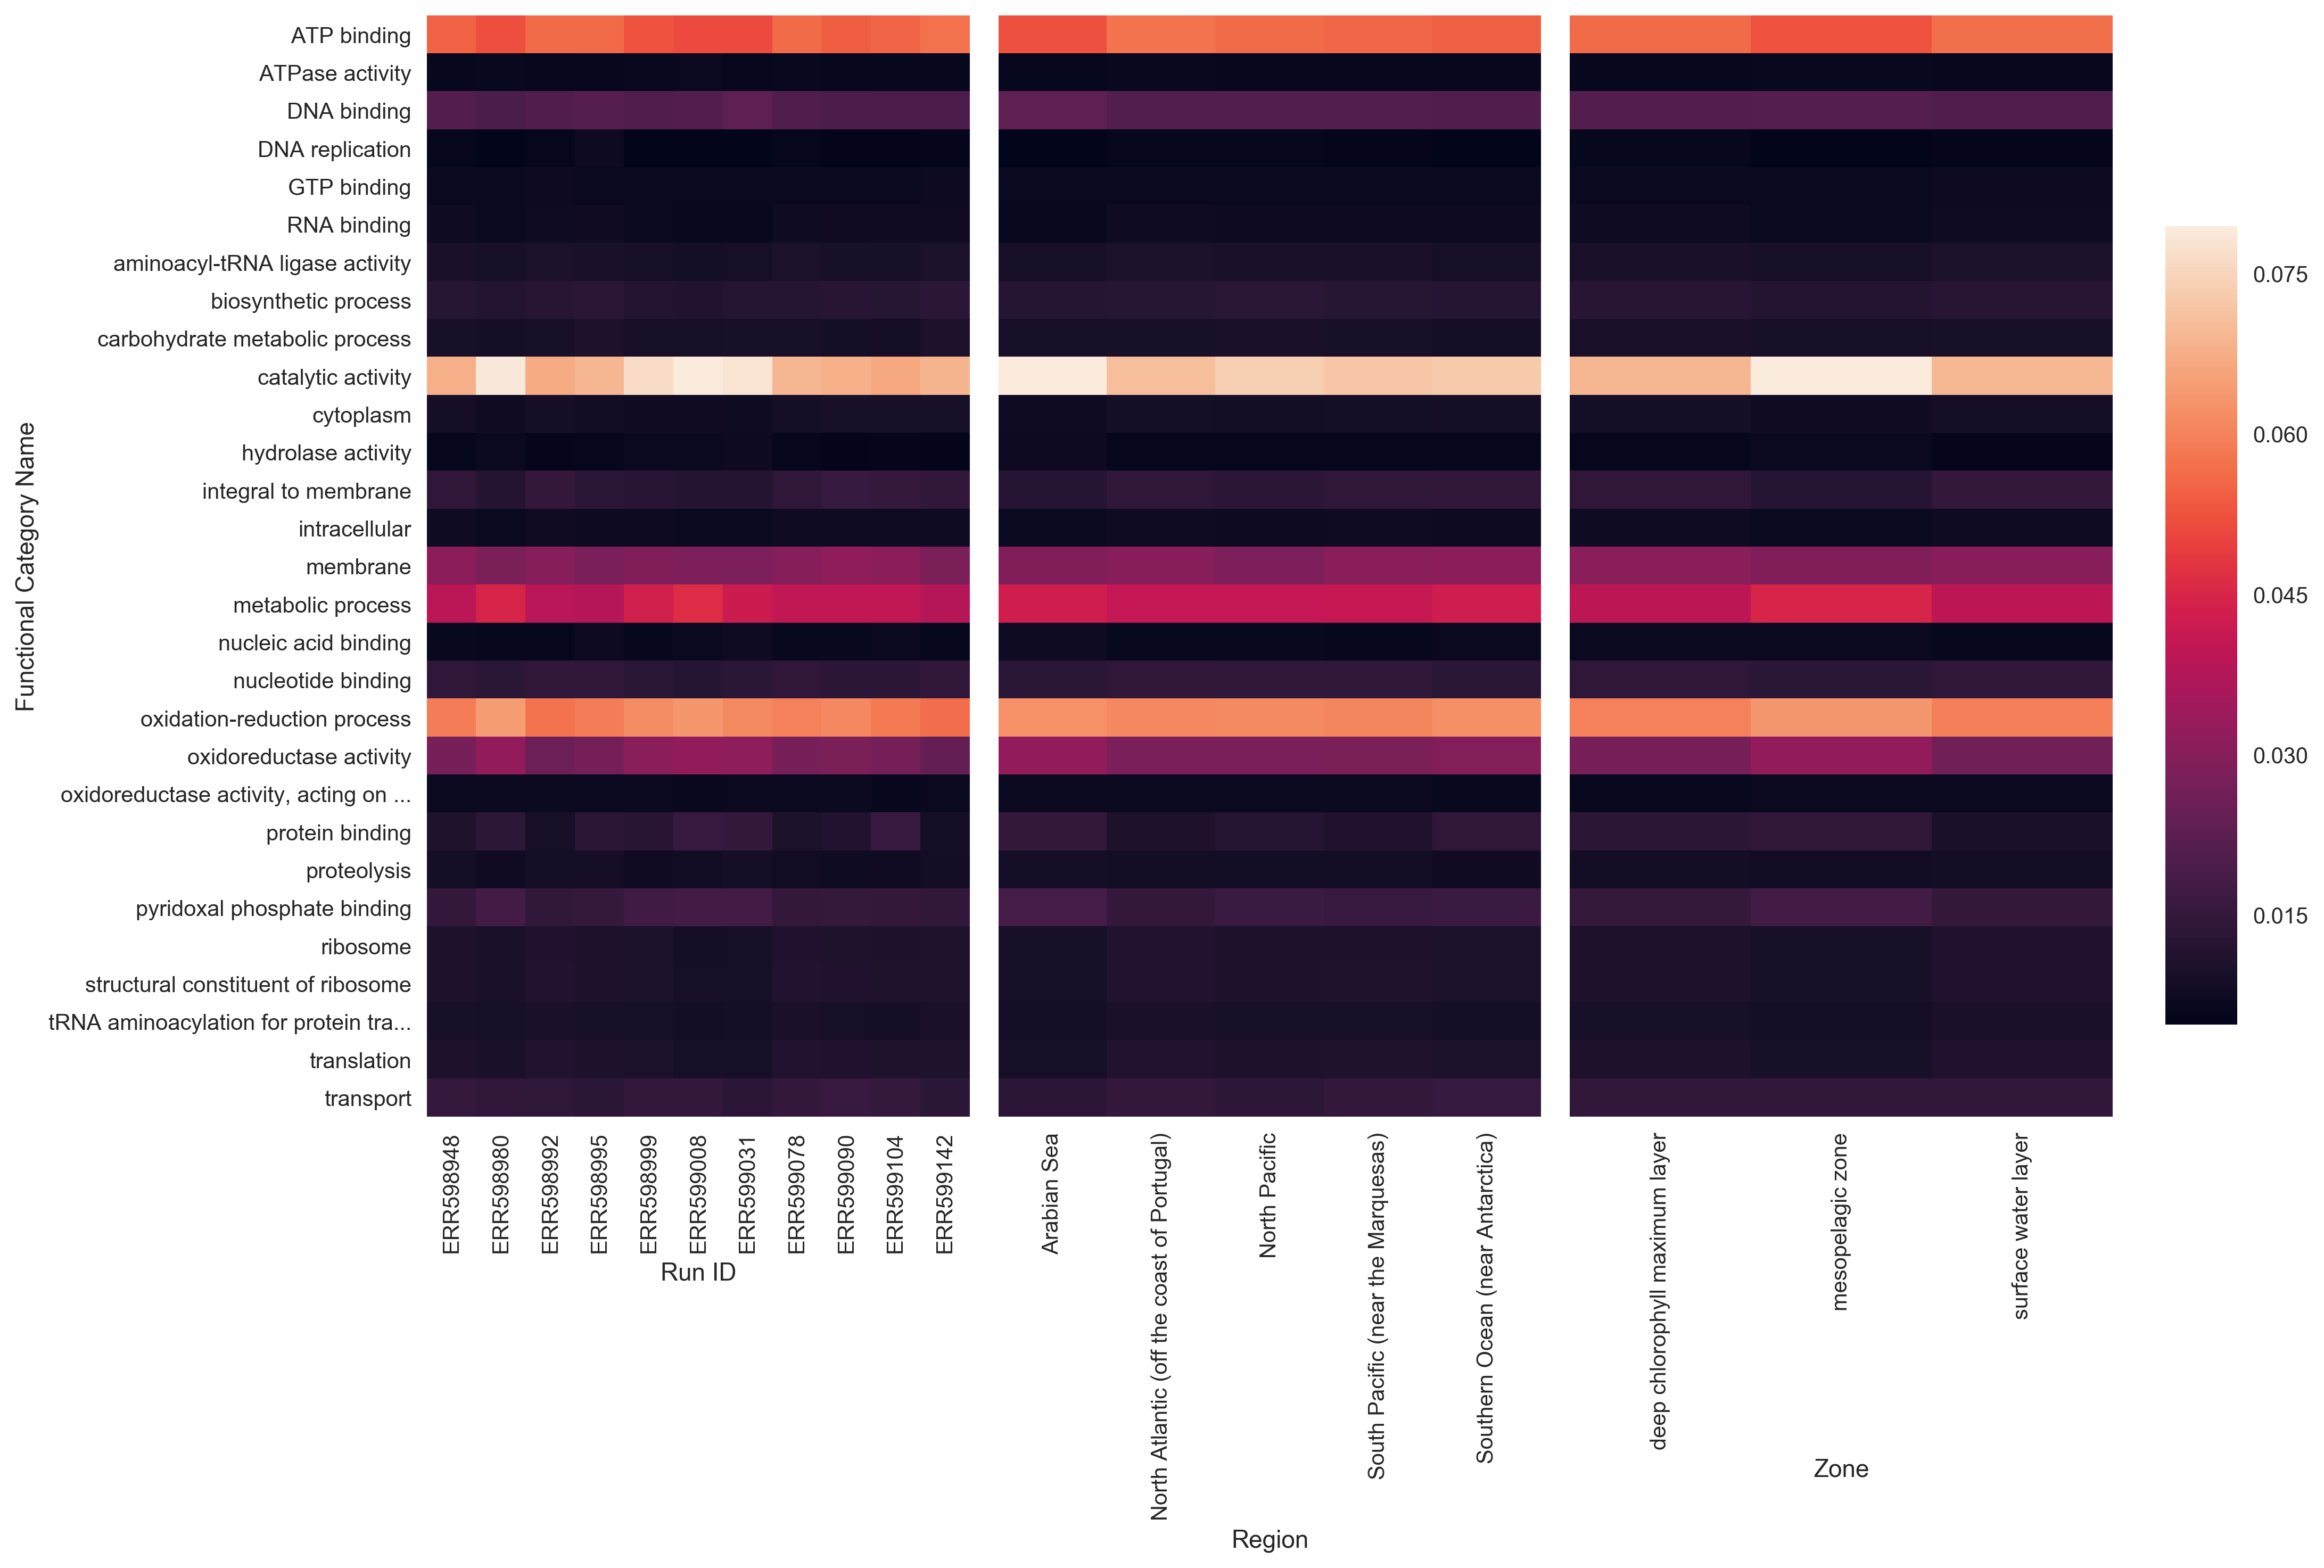 Functional Category Name
ATP binding
ATPase activity
DNA binding
DNA replication
GTP binding
RNA binding
aminoacyl-tRNA ligase activity
biosynthetic process
carbohydrate metabolic process
catalytic activity
cytoplasm
hydrolase activity
integral to membrane
intracellular
membrane
metabolic process
nucleic acid binding
nucleotide binding
oxidation-reduction process
oxidoreductase activity
oxidoreductase activity, acting on ...
protein binding
proteolysis
pyridoxal phosphate binding
ribosome
structural constituent of ribosome
tRNA aminoacylation for protein tra...
translation
transport
ERR598948
ERR598980
ERR598992
ERR598995
ERR598999
ERR599008
ERR599031
ERR599078
ERR599090
ERR599104
ERR599142
Run ID
Arabian Sea
North Atlantic (off the coast of Portugal)
North Pacific
South Pacific (near the Marquesas)
Southern Ocean (near Antarctica)
Region
deep chlorophyll maximum layer
mesopelagic zone
surface water layer
Zone
0.075
0.060
0.045
0.030
0.015